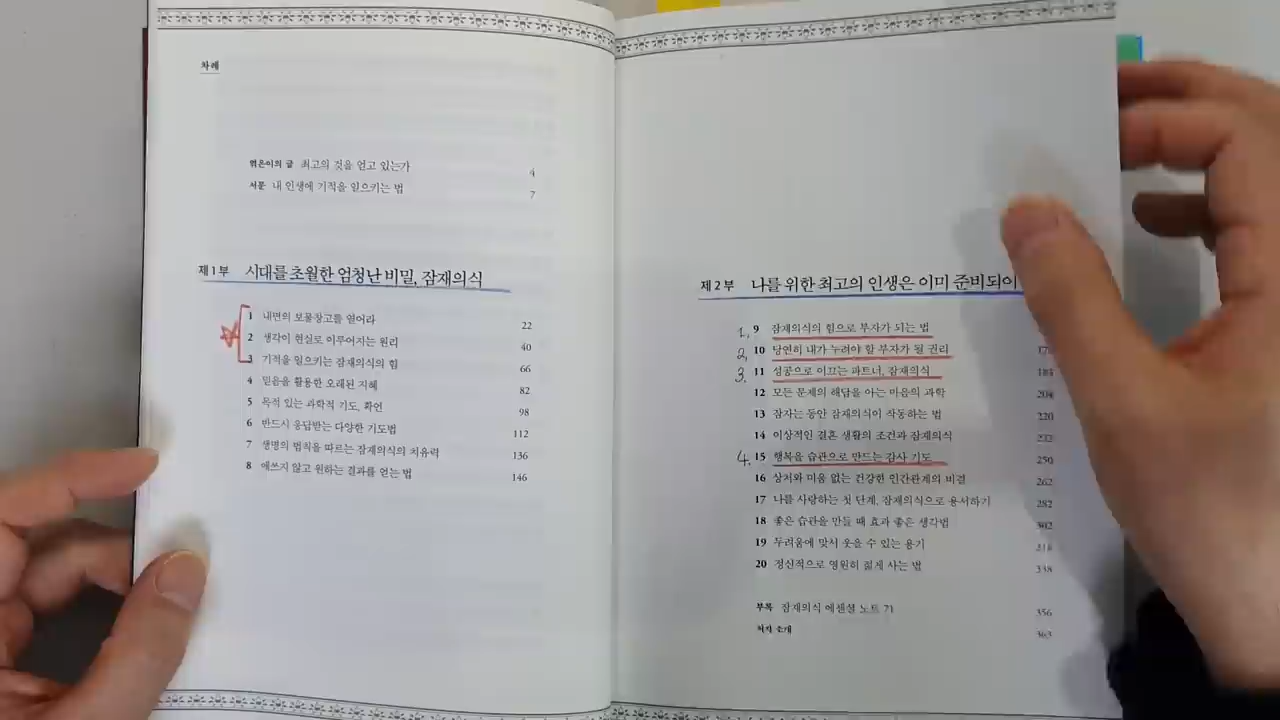 차례
엮은이의 글 최고의 것을 얻고 있는가 4
서문 내 인생에 기적을 일으키는 법 7
제1부 시대를 초월한 엄청난 비밀, 잠재의식
1 내면의 보물창고를 열어라 22
2 생각이 현실로 이루어지는 원리 40
3 기적을 일으키는 잠재의식의 힘 66
4 믿음을 활용한 오래된 지혜 82
5 목적 있는 과학적 기도, 확언 98
6 반드시 응답받는 다양한 기도법 112
7 생명의 법칙을 따르는 잠재의식의 치유력 136
8 애쓰지 않고 원하는 결과를 얻는 법 146
제2부 나를 위한 최고의 인생은 이미 준비되어
1. 9 잠재의식의 힘으로 부자가 되는 법
2. 10 당연히 내가 누려야 할 부자가 될 권리
3. 11 성공으로 이끄는 파트너, 잠재의식
12 모든 문제의 해답을 아는 마음의 과학 204
13 잠자는 동안 잠재의식이 작동하는 법 220
14 이상적인 결혼 생활의 조건과 잠재의식 232
4. 15 행복을 습관으로 만드는 감사 기도 250
16 상처와 미움 없는 건강한 인간관계의 비결 262
17 나를 사랑하는 첫 단계, 잠재의식으로 용서하기 282
18 좋은 습관을 만들 때 효과 좋은 생각법 302
19 두려움에 맞서 웃을 수 있는 용기 318
20 정신적으로 영원히 젊게 사는 법 338
부록 잠재의식 에센셜 노트 71 356
저자 소개 363